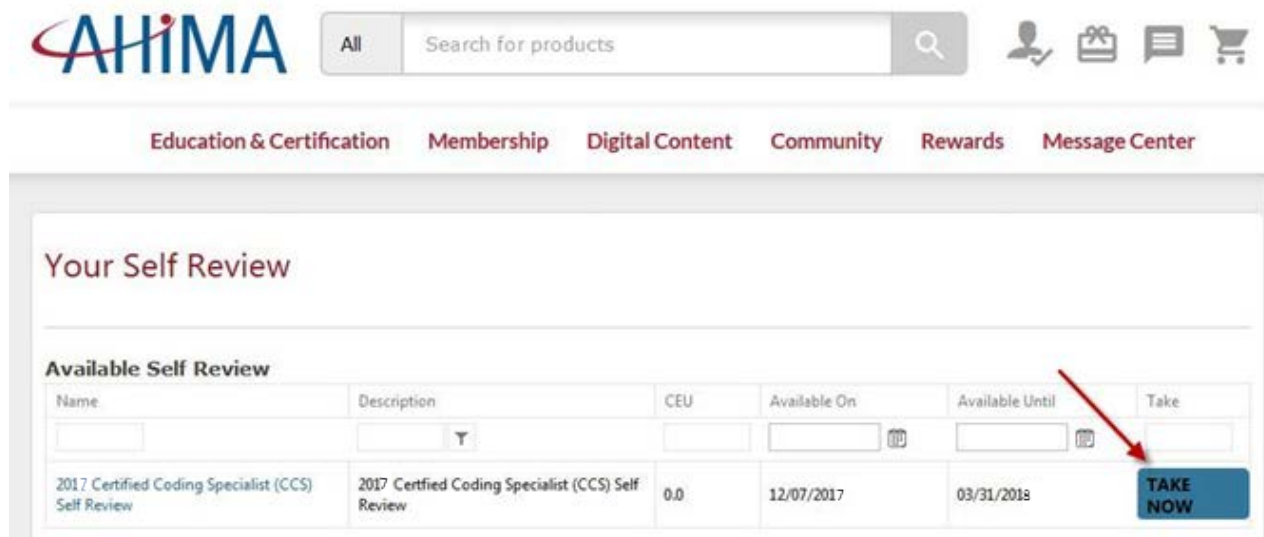 AHIMA
All
Search for products
Education & Certification Membership Digital Content Community Rewards Message Center
Your Self Review
Available Self Review
Name Description CEU Available On Available Until Take
2017 Certified Coding Specialist (CCS) 2017 Certfied Coding Specialist (CCS) Self 0.0 12/07/2017 03/31/2018 TAKE
Self Review Review NOW